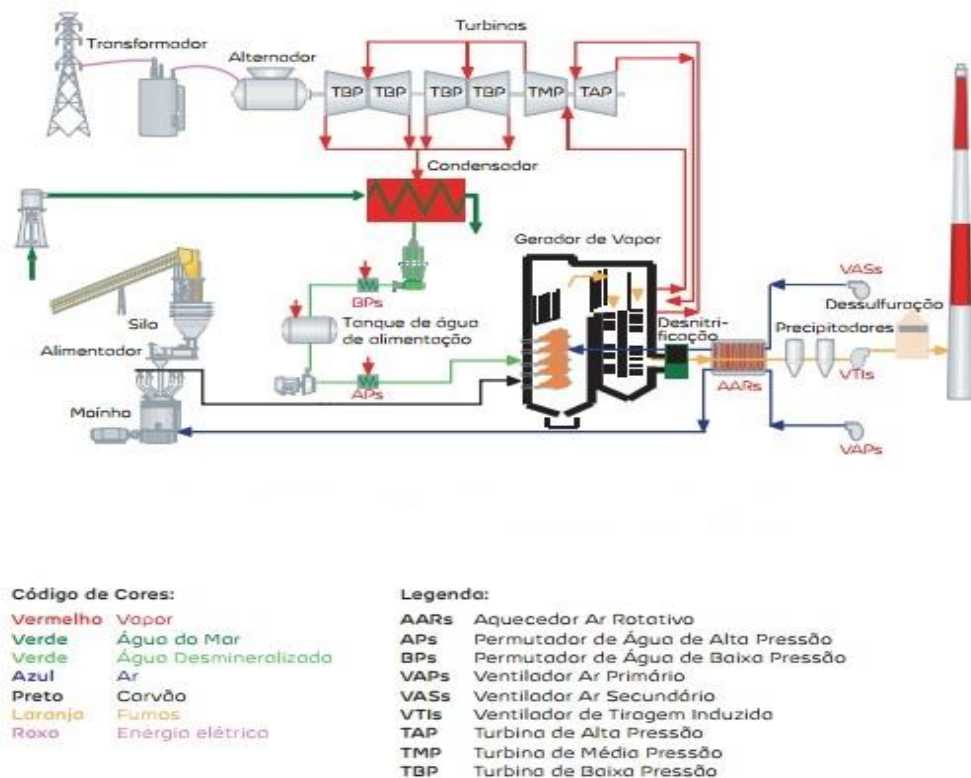 Turbinas
Transformador
Alternador
TBP TBP TBP TBP TMP TAP
Condensador
Gerador de Vapor
BPs
VASs
Dessulfuração
Silo
Tanque de água
de alimentação
Desnitri-
ficação
Precipitadores
Alimentador
APs
AARs
VTIs
Moínho
VAPs
Código de Cores:
Vermelho Vapor
Verde Água do Mar
Verde Água Desmineralizada
Azul Ar
Preto Carvão
Laranja Fumos
Roxo Energia elétrica
Legenda:
AARs Aquecedor Ar Rotativo
APs Permutador de Água de Alta Pressão
BPs Permutador de Água de Baixa Pressão
VAPs Ventilador Ar Primário
VASs Ventilador Ar Secundário
VTIs Ventilador de Tiragem Induzida
TAP Turbina de Alta Pressão
TMP Turbina de Média Pressão
TBP Turbina de Baixa Pressão